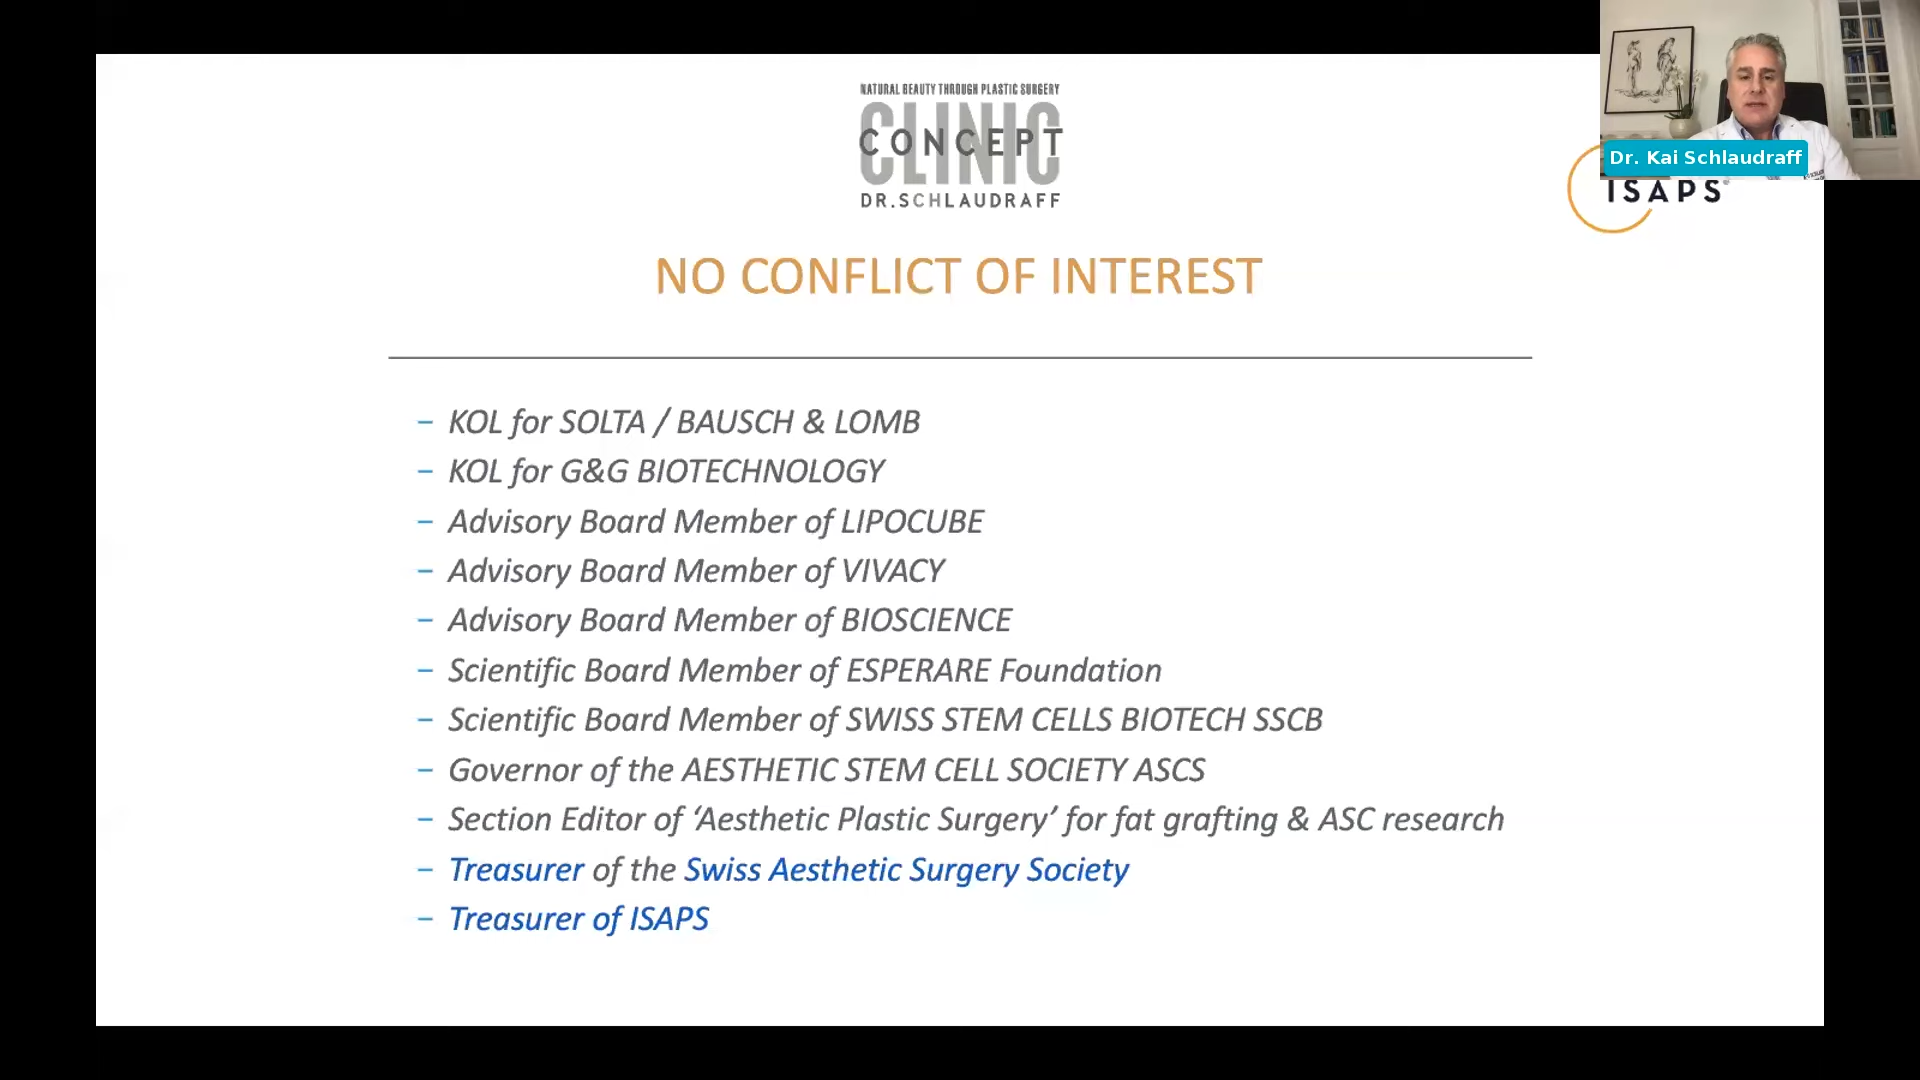 NATURAL BEAUTY THROUGH PLASTIC SURGERY
CLINIC
CONCEPT
DR.SCHLAUDRAFF
Dr. Kai Schlaudraff
ISAPS
NO CONFLICT OF INTEREST
– KOL for SOLTA / BAUSCH & LOMB
– KOL for G&G BIOTECHNOLOGY
– Advisory Board Member of LIPOCUBE
– Advisory Board Member of VIVACY
– Advisory Board Member of BIOSCIENCE
– Scientific Board Member of ESPERARE Foundation
– Scientific Board Member of SWISS STEM CELLS BIOTECH SSCB
– Governor of the AESTHETIC STEM CELL SOCIETY ASCS
– Section Editor of ‘Aesthetic Plastic Surgery’ for fat grafting & ASC research
– Treasurer of the Swiss Aesthetic Surgery Society
– Treasurer of ISAPS